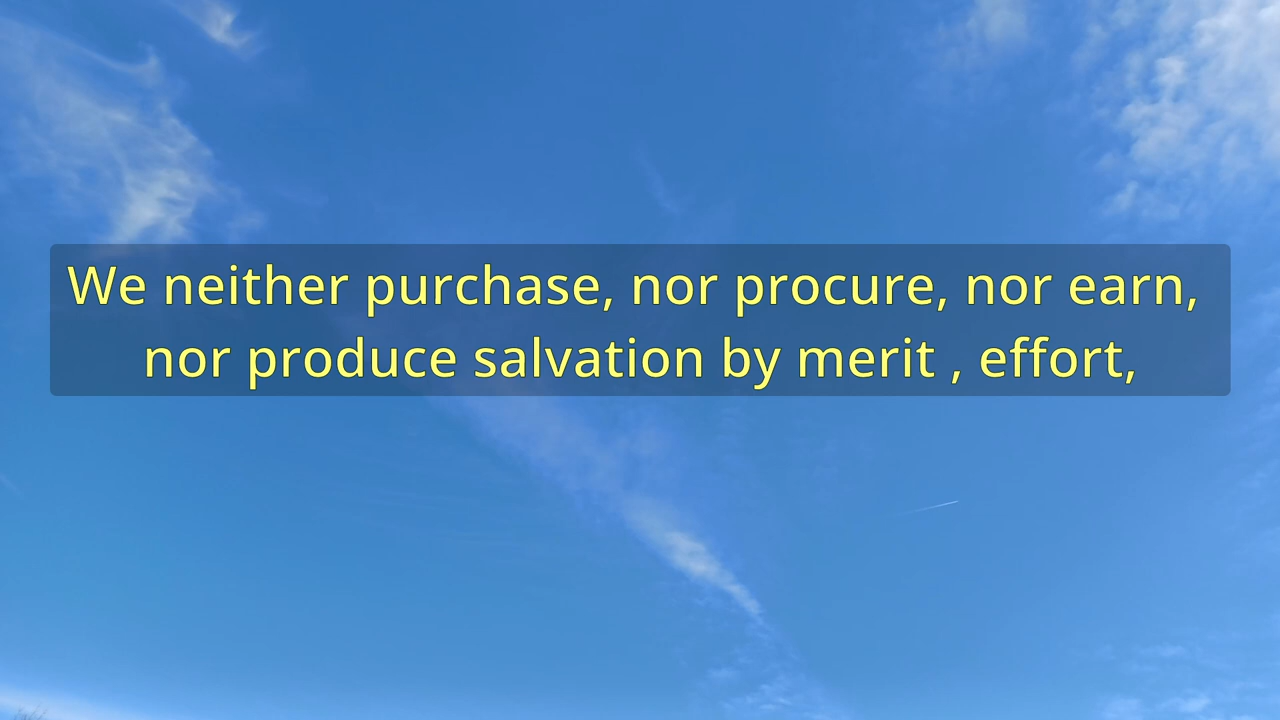 We neither purchase, nor procure, nor earn,
nor produce salvation by merit , effort,